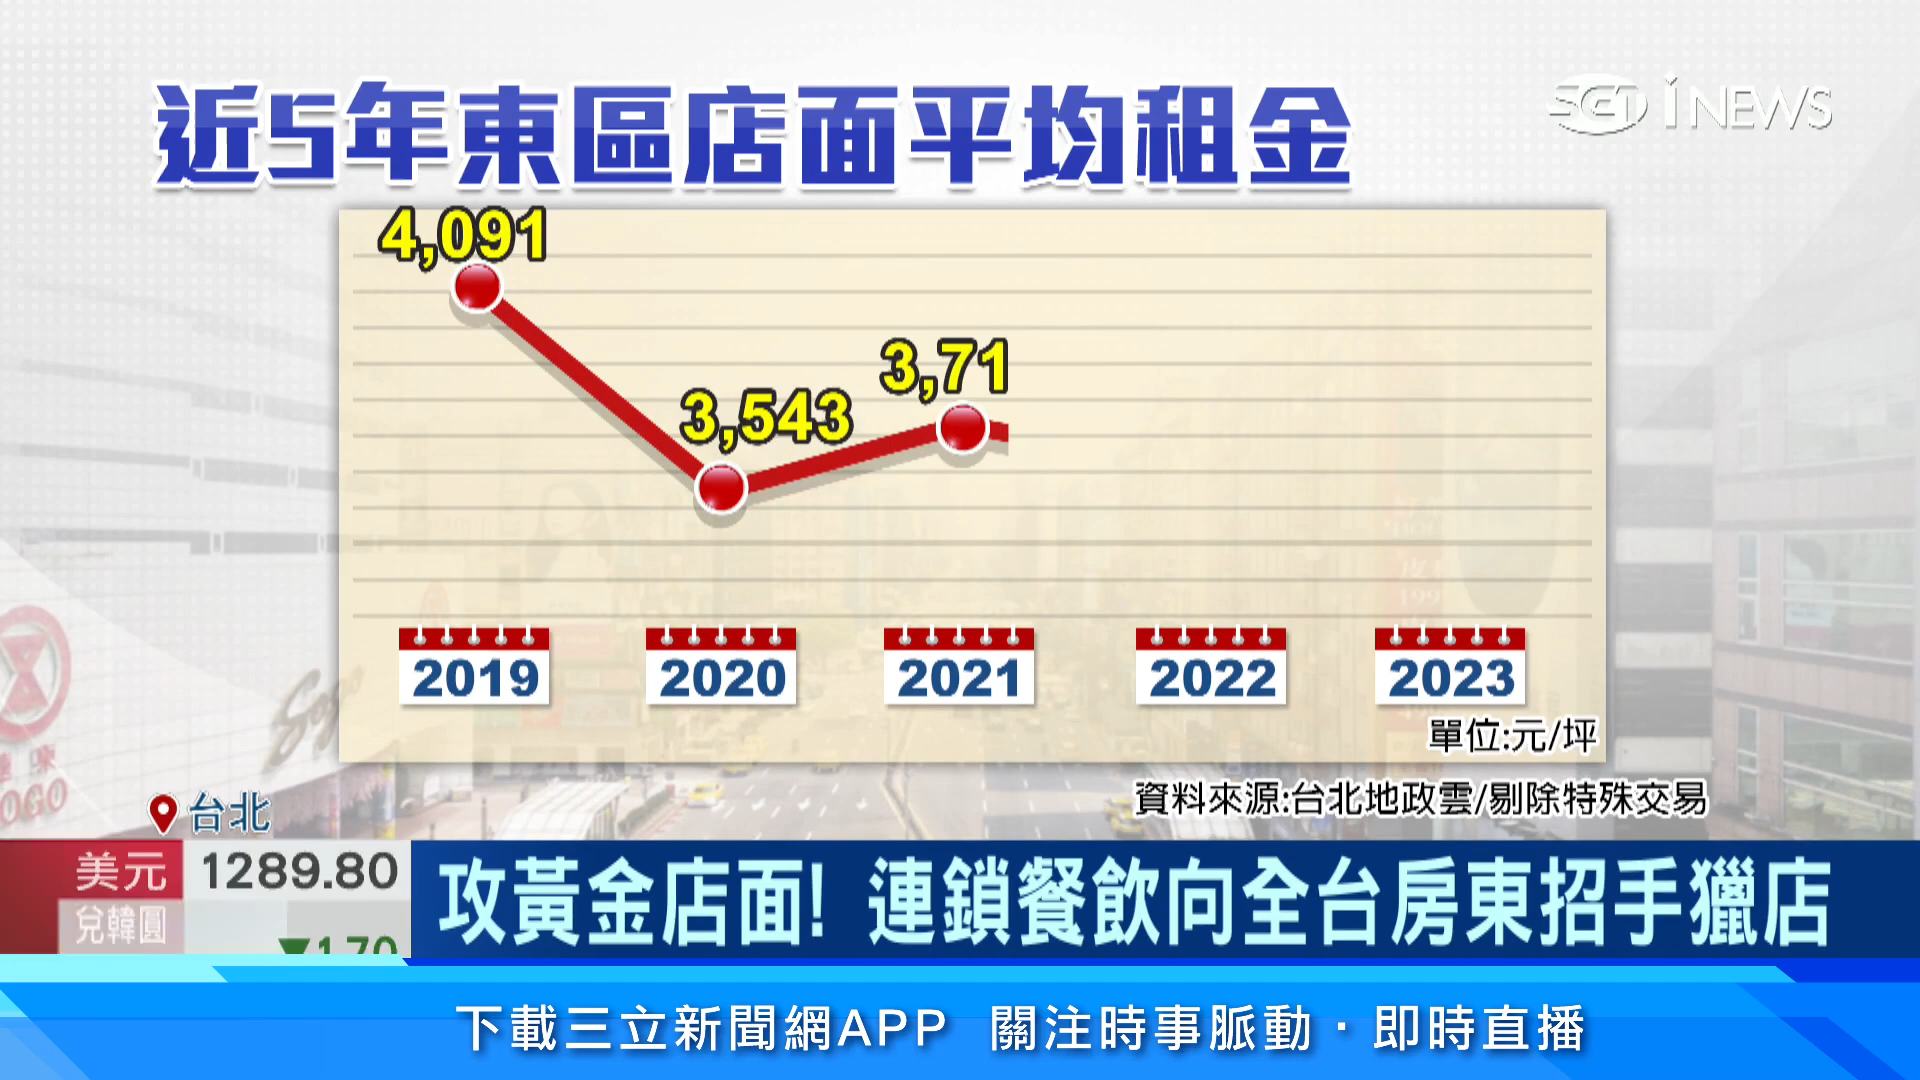 近5年東區店面平均租金
SET iNEWS
4,091
3,543
3,71
2019
2020
2021
2022
2023
單位:元/坪
資料來源:台北地政雲/剔除特殊交易
台北
美元 1289.80
兌韓圓
▼1.70
攻黃金店面! 連鎖餐飲向全台房東招手獵店
下載三立新聞網APP 關注時事脈動・即時直播